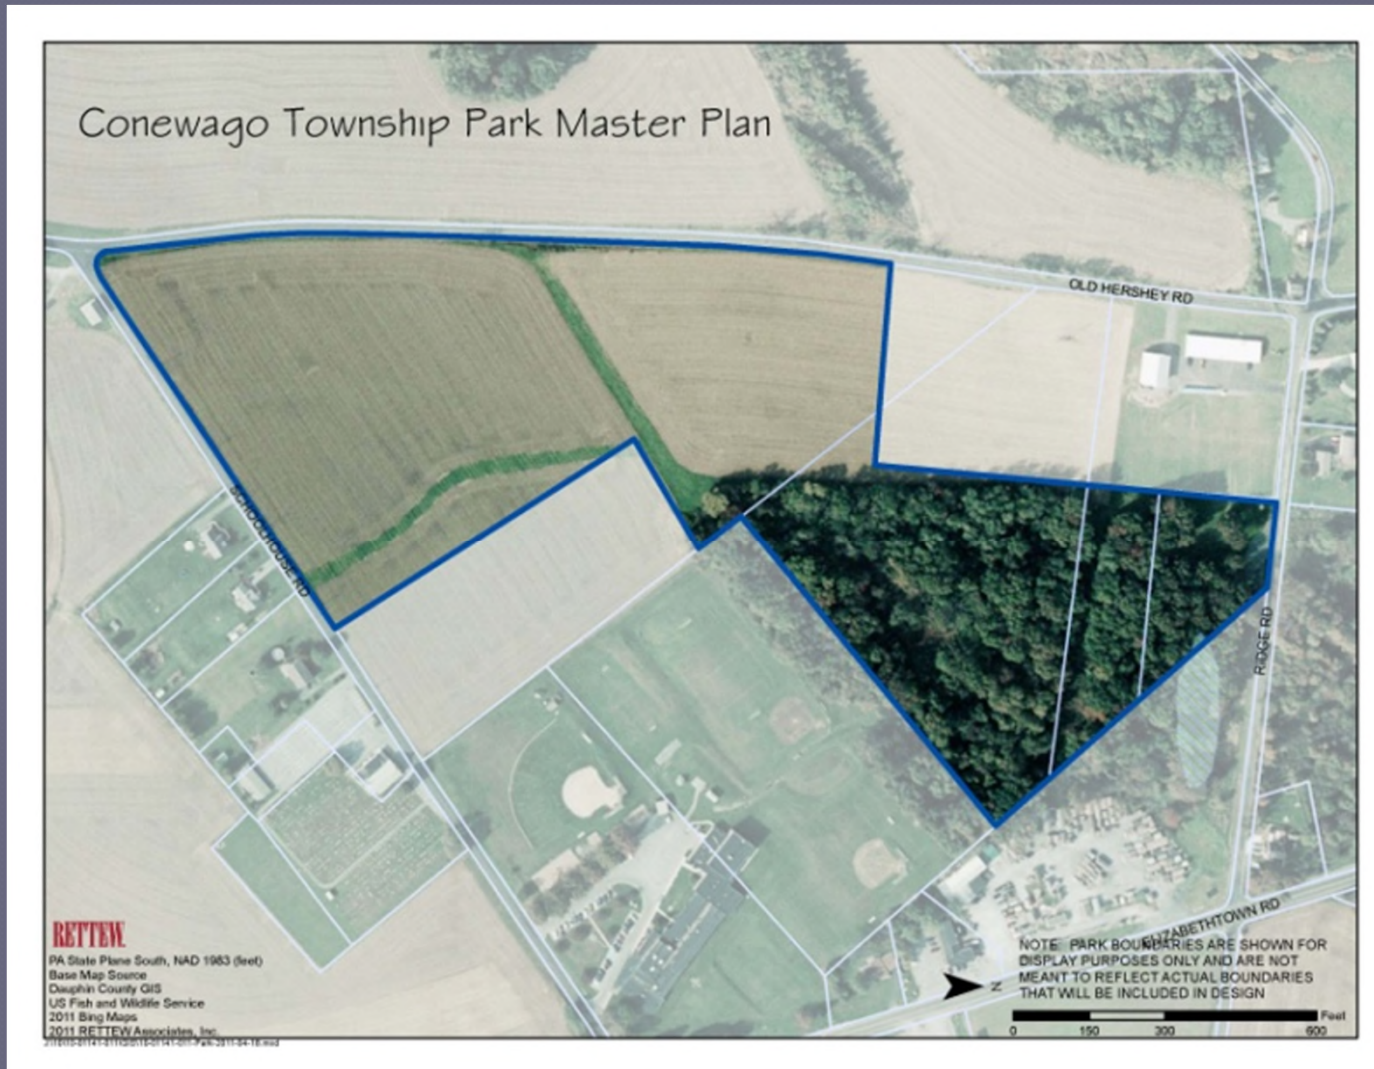 Conewago Township Park Master Plan
OLD HERSHEY RD
SCHOOLHOUSE RD
RIDGE RD
ELIZABETHTOWN RD
RETTEW
PA State Plane South, NAD 1983 (feet)
Base Map Source
Dauphin County GIS
US Fish and Wildlife Service
2011 Bing Maps
2011 RETTEW Associates, Inc.
NOTE: PARK BOUNDARIES ARE SHOWN FOR
DISPLAY PURPOSES ONLY AND ARE NOT
MEANT TO REFLECT ACTUAL BOUNDARIES
THAT WILL BE INCLUDED IN DESIGN
N
Feet
0 150 300 600